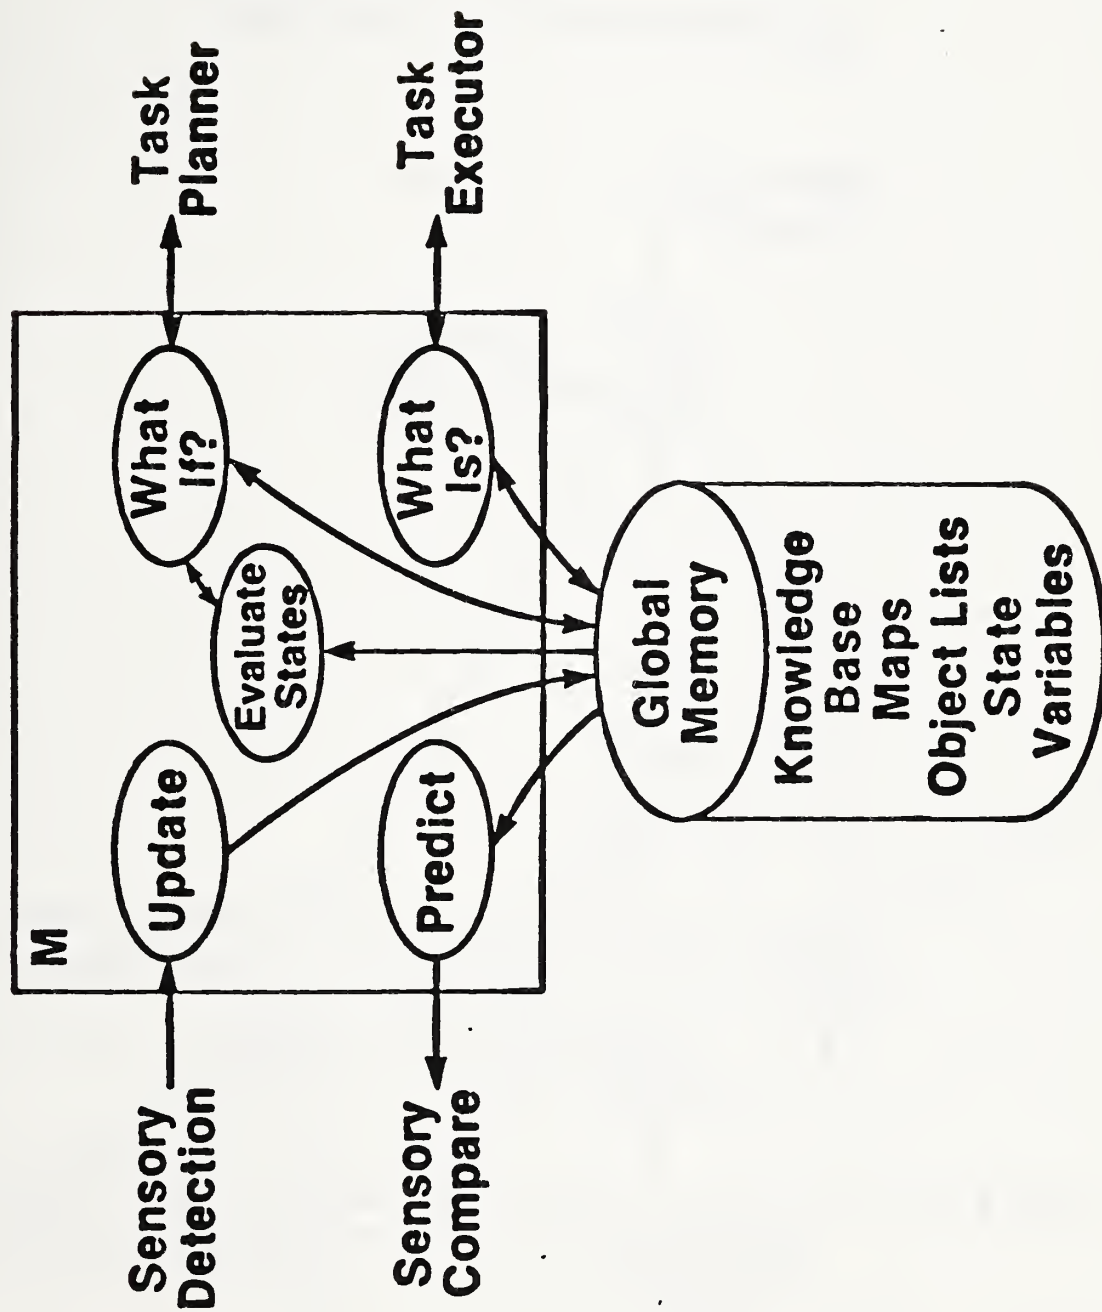 M
Sensory
Detection
Update
What
If?
Task
Planner
Evaluate
States
Sensory
Compare
Predict
What
Is?
Task
Executor
Global
Memory
Knowledge
Base
Maps
Object Lists
State
Variables